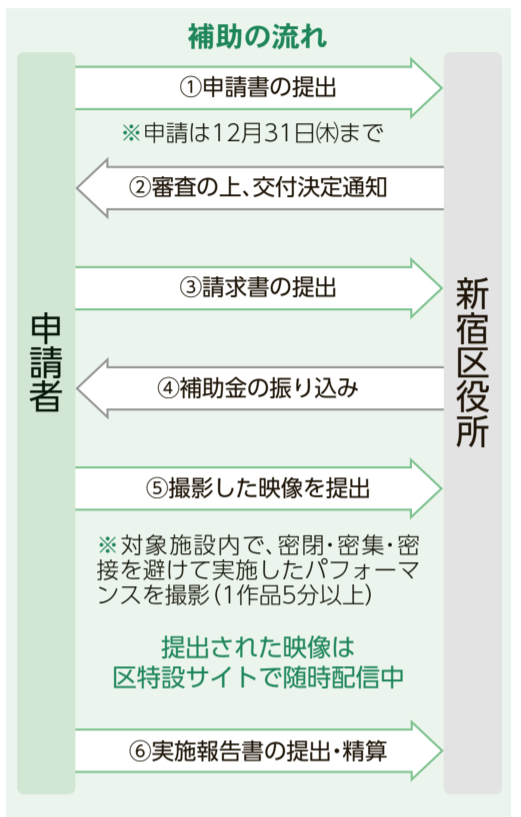 補助の流れ
①申請書の提出
※申請は12月31日㈭まで
②審査の上、交付決定通知
③請求書の提出
申請者
新宿区役所
④補助金の振り込み
⑤撮影した映像を提出
※対象施設内で、密閉・密集・密
接を避けて実施したパフォーマ
ンスを撮影(1作品5分以上)
提出された映像は
区特設サイトで随時配信中
⑥実施報告書の提出・精算